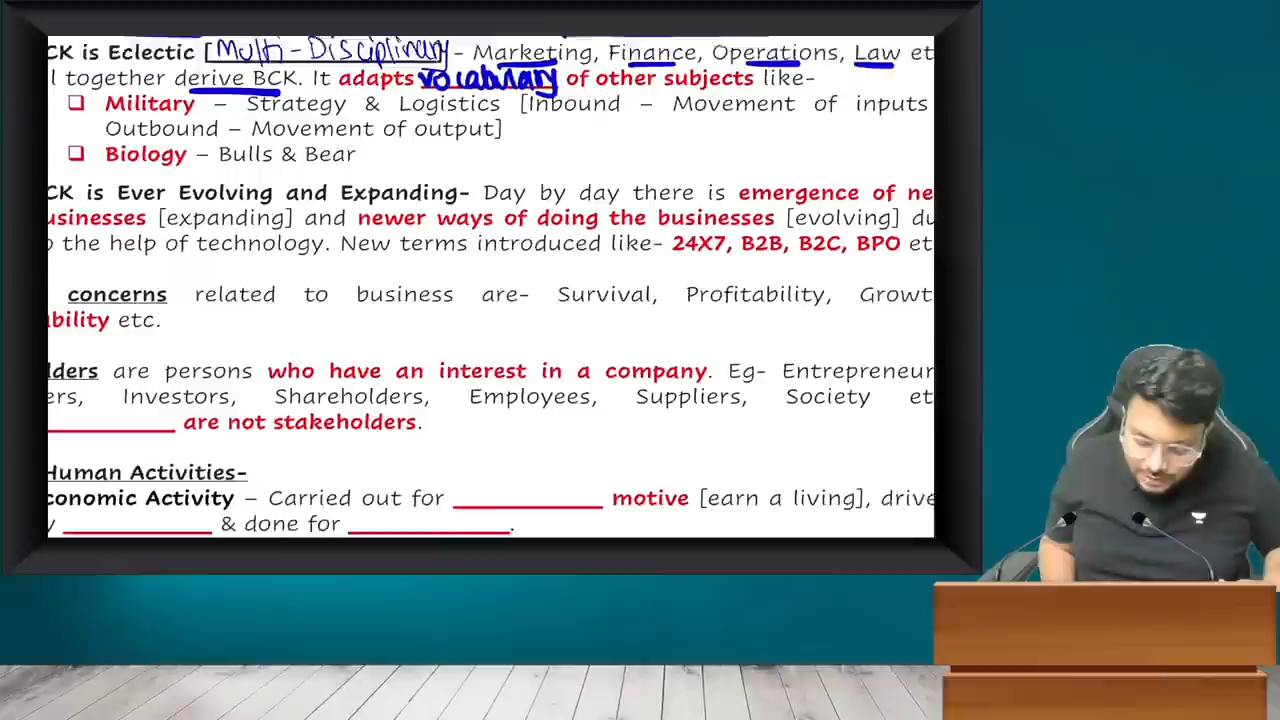 CK is Eclectic [Multi-Disciplinary] - Marketing, Finance, Operations, Law et
l together derive BCK. It adapts vocabulary of other subjects like-
❑ Military – Strategy & Logistics [Inbound – Movement of inputs
Outbound – Movement of output]
❑ Biology – Bulls & Bear
CK is Ever Evolving and Expanding- Day by day there is emergence of ne
usinesses [expanding] and newer ways of doing the businesses [evolving] du
o the help of technology. New terms introduced like- 24X7, B2B, B2C, BPO et
concerns related to business are- Survival, Profitability, Growt
bility etc.
lders are persons who have an interest in a company. Eg- Entrepreneur
ers, Investors, Shareholders, Employees, Suppliers, Society et
____________ are not stakeholders.
Human Activities-
conomic Activity – Carried out for ____________ motive [earn a living], drive
y ____________ & done for ____________.